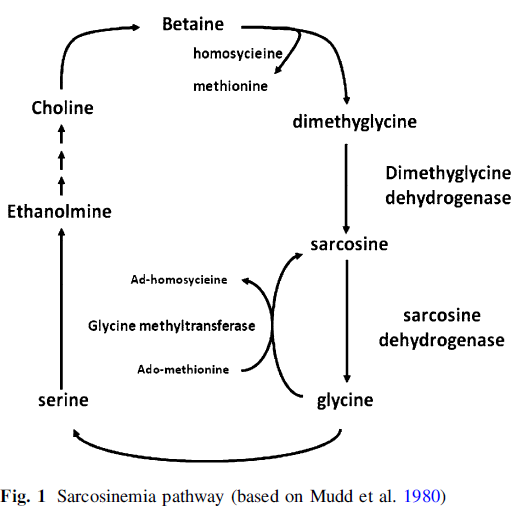 Betaine
homosycieine
methionine
Choline
dimethyglycine
Dimethyglycine
dehydrogenase
Ethanolmine
sarcosine
Ad-homosycieine
Glycine methyltransferase
sarcosine
dehydrogenase
Ado-methionine
serine
glycine
Fig. 1 Sarcosinemia pathway (based on Mudd et al. 1980)